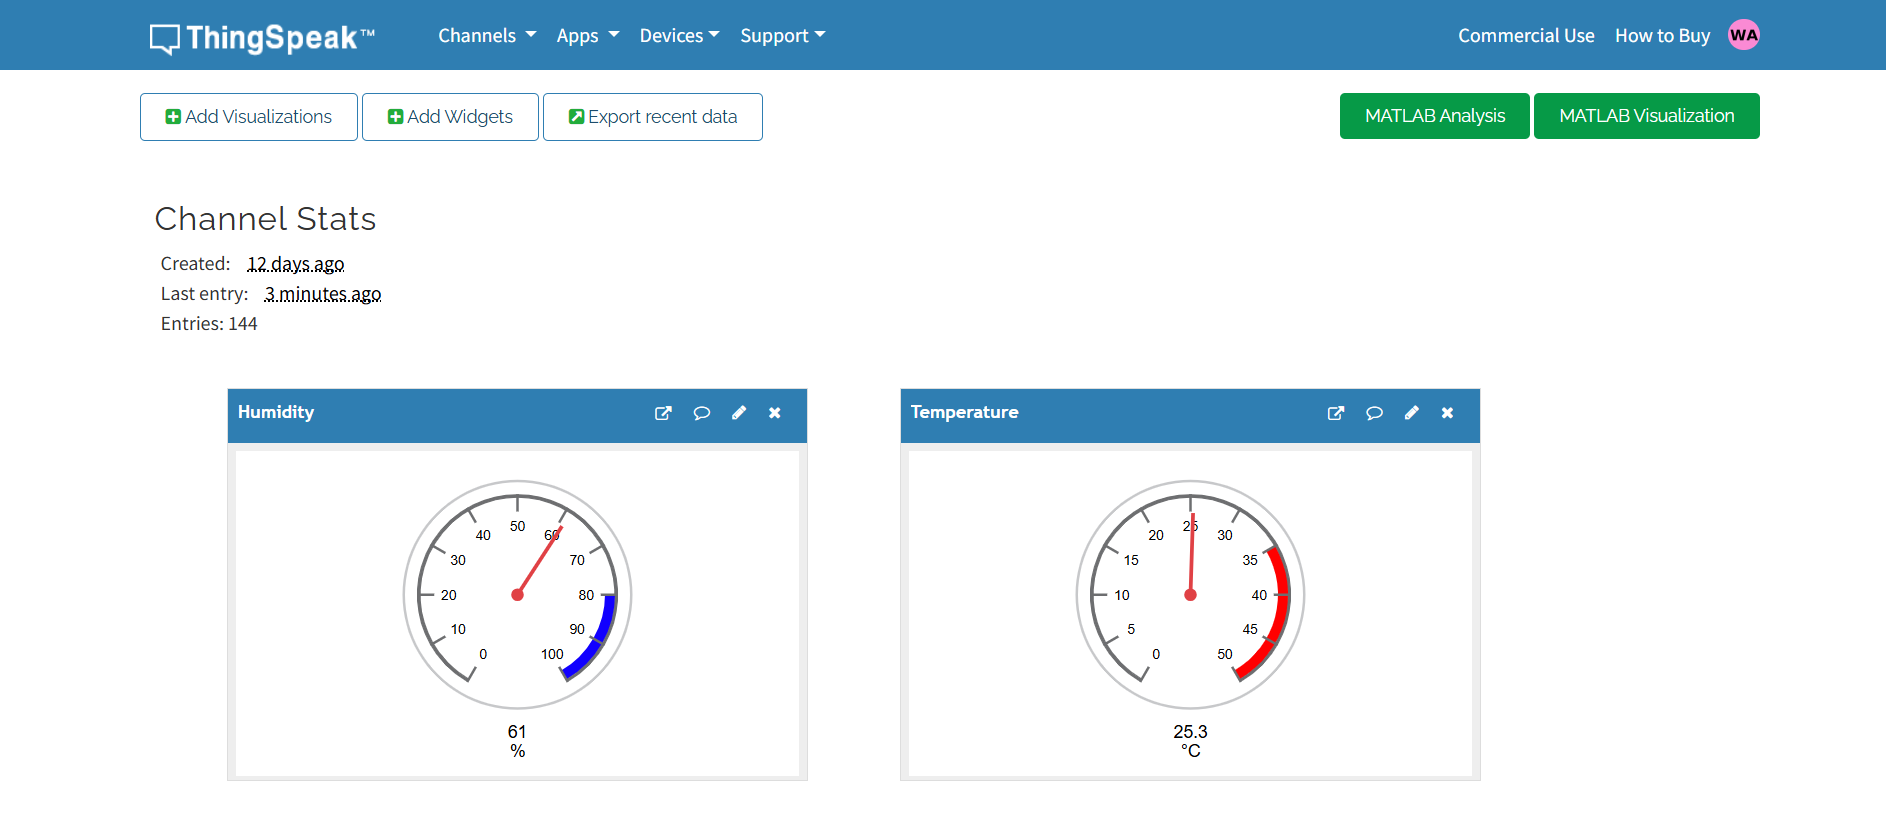 ThingSpeak™
Channels Apps Devices Support
Commercial Use How to Buy WA
Add Visualizations Add Widgets Export recent data
MATLAB Analysis MATLAB Visualization
Channel Stats
Created: 12 days ago
Last entry: 3 minutes ago
Entries: 144
Humidity
0 10 20 30 40 50 60 70 80 90 100
61
%
Temperature
0 5 10 15 20 25 30 35 40 45 50
25.3
°C